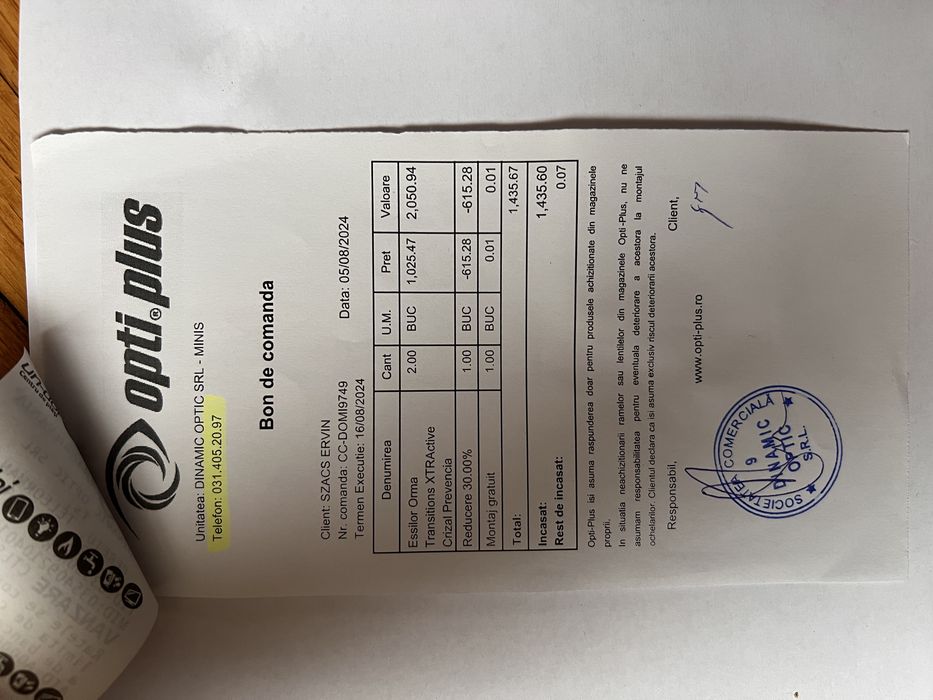 opti plus
Unitatea: DINAMIC OPTIC SRL - MINIS
Telefon: 031.405.20.97
Bon de comanda
Client: SZACS ERVIN
Nr. comanda: CC-DOMI9749 Data: 05/08/2024
Termen Executie: 16/08/2024
Denumirea Cant U.M. Pret Valoare
Essilor Orma 2.00 BUC 1,025.47 2,050.94
Transitions XTRActive
Crizal Prevencia
Reducere 30.00% 1.00 BUC -615.28 -615.28
Montaj gratuit 1.00 BUC 0.01 0.01
Total: 1,435.67
Incasat: 1,435.60
Rest de incasat: 0.07
Opti-Plus isi asuma raspunderea doar pentru produsele achizitionate din magazinele
proprii.
In situatia neachizitionarii ramelor sau lentilelor din magazinele Opti-Plus, nu ne
asumam responsabilitatea pentru eventuala deteriorare a acestora la montajul
ochelarilor. Clientul declara ca isi asuma exclusiv riscul deteriorarii acestora.
Responsabil, Client,
www.opti-plus.ro
SOCIETATEA COMERCIALĂ
9
DINAMIC
OPTIC
S.R.L.